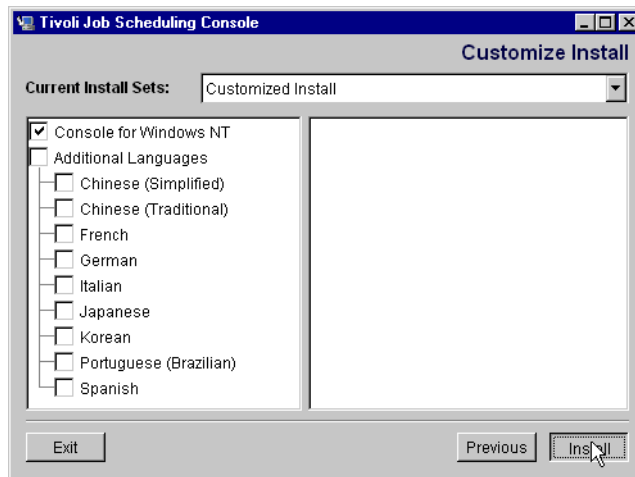 Tivoli Job Scheduling Console
Customize Install
Current Install Sets: Customized Install
Console for Windows NT
Additional Languages
Chinese (Simplified)
Chinese (Traditional)
French
German
Italian
Japanese
Korean
Portuguese (Brazilian)
Spanish
Exit Previous Install